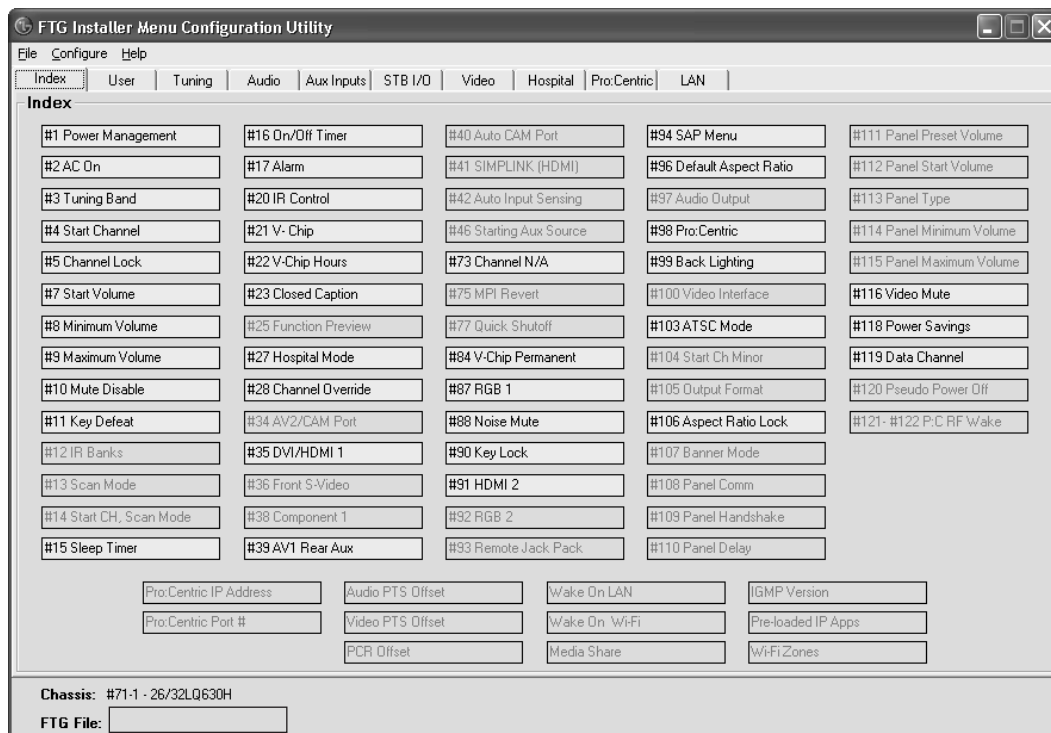 FTG Installer Menu Configuration Utility
File Configure Help
Index User Tuning Audio Aux Inputs STB I/O Video Hospital Pro:Centric LAN
Index
#1 Power Management
#2 AC On
#3 Tuning Band
#4 Start Channel
#5 Channel Lock
#7 Start Volume
#8 Minimum Volume
#9 Maximum Volume
#10 Mute Disable
#11 Key Defeat
#12 IR Banks
#13 Scan Mode
#14 Start CH, Scan Mode
#15 Sleep Timer
#16 On/Off Timer
#17 Alarm
#20 IR Control
#21 V- Chip
#22 V-Chip Hours
#23 Closed Caption
#25 Function Preview
#27 Hospital Mode
#28 Channel Override
#34 AV2/CAM Port
#35 DVI/HDMI 1
#36 Front S-Video
#38 Component 1
#39 AV1 Rear Aux
#40 Auto CAM Port
#41 SIMPLINK (HDMI)
#42 Auto Input Sensing
#46 Starting Aux Source
#73 Channel N/A
#75 MPI Revert
#77 Quick Shutoff
#84 V-Chip Permanent
#87 RGB 1
#88 Noise Mute
#90 Key Lock
#91 HDMI 2
#92 RGB 2
#93 Remote Jack Pack
#94 SAP Menu
#96 Default Aspect Ratio
#97 Audio Output
#98 Pro:Centric
#99 Back Lighting
#100 Video Interface
#103 ATSC Mode
#104 Start Ch Minor
#105 Output Format
#106 Aspect Ratio Lock
#107 Banner Mode
#108 Panel Comm
#109 Panel Handshake
#110 Panel Delay
#111 Panel Preset Volume
#112 Panel Start Volume
#113 Panel Type
#114 Panel Minimum Volume
#115 Panel Maximum Volume
#116 Video Mute
#118 Power Savings
#119 Data Channel
#120 Pseudo Power Off
#121- #122 P:C RF Wake
Pro:Centric IP Address
Pro:Centric Port #
Audio PTS Offset
Video PTS Offset
PCR Offset
Wake On LAN
Wake On Wi-Fi
Media Share
IGMP Version
Pre-loaded IP Apps
Wi-Fi Zones
Chassis: #71-1 - 26/32LQ630H
FTG File: